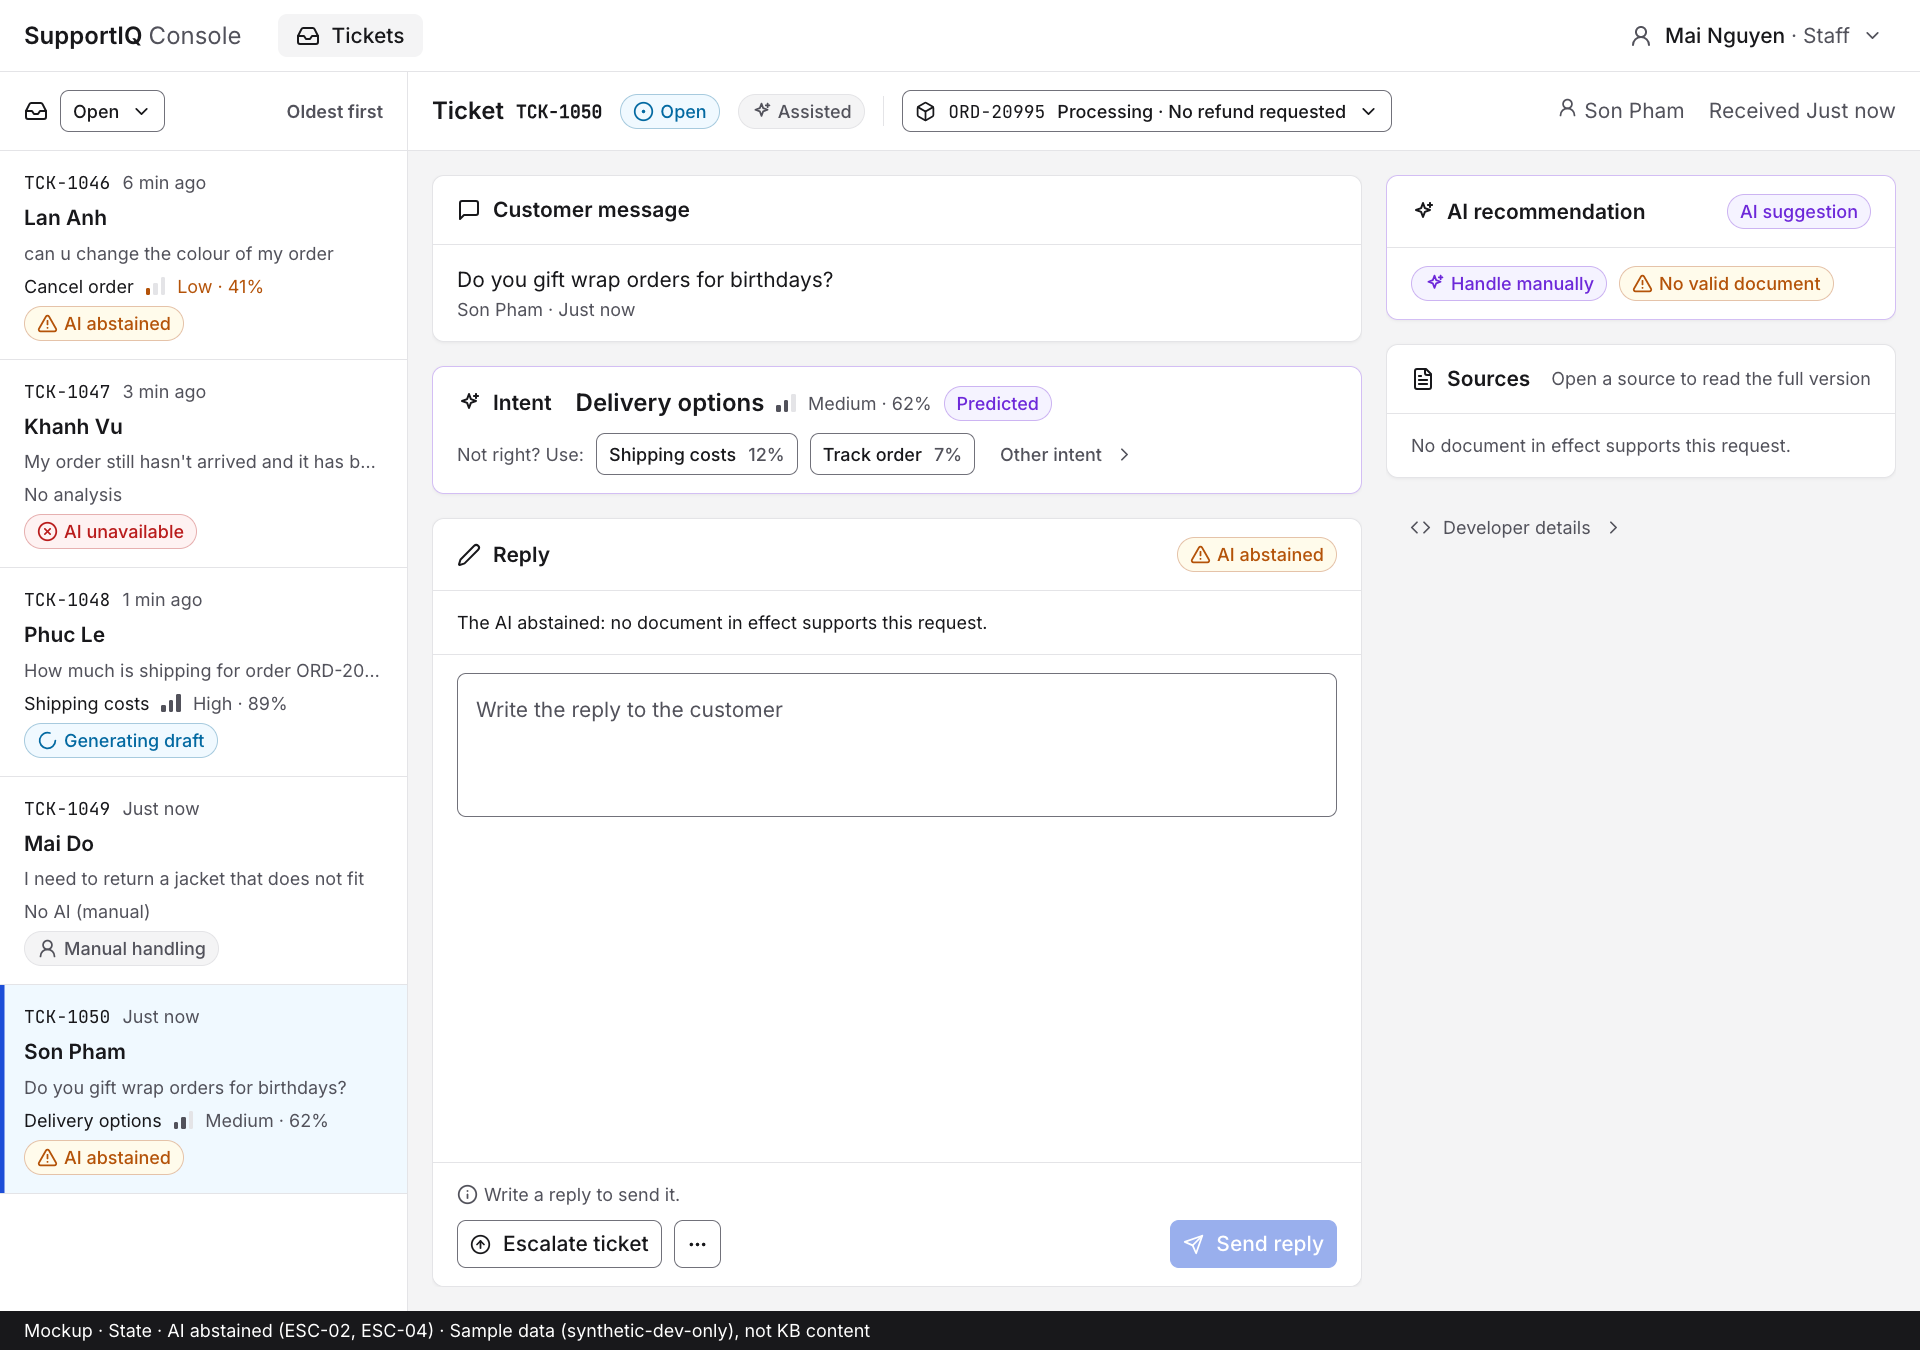 SupportIQ Console
Tickets
Mai Nguyen · Staff
Open
Oldest first
Ticket TCK-1050
Open
Assisted
ORD-20995 Processing · No refund requested
Son Pham
Received Just now
TCK-1046 6 min ago
Lan Anh
can u change the colour of my order
Cancel order Low · 41%
AI abstained
TCK-1047 3 min ago
Khanh Vu
My order still hasn't arrived and it has b...
No analysis
AI unavailable
TCK-1048 1 min ago
Phuc Le
How much is shipping for order ORD-20...
Shipping costs High · 89%
Generating draft
TCK-1049 Just now
Mai Do
I need to return a jacket that does not fit
No AI (manual)
Manual handling
TCK-1050 Just now
Son Pham
Do you gift wrap orders for birthdays?
Delivery options Medium · 62%
AI abstained
Customer message
Do you gift wrap orders for birthdays?
Son Pham · Just now
Intent Delivery options Medium · 62% Predicted
Not right? Use: Shipping costs 12% Track order 7% Other intent
Reply
AI abstained
The AI abstained: no document in effect supports this request.
Write the reply to the customer
Write a reply to send it.
Escalate ticket
...
Send reply
AI recommendation
AI suggestion
Handle manually
No valid document
Sources Open a source to read the full version
No document in effect supports this request.
Developer details
Mockup · State · AI abstained (ESC-02, ESC-04) · Sample data (synthetic-dev-only), not KB content